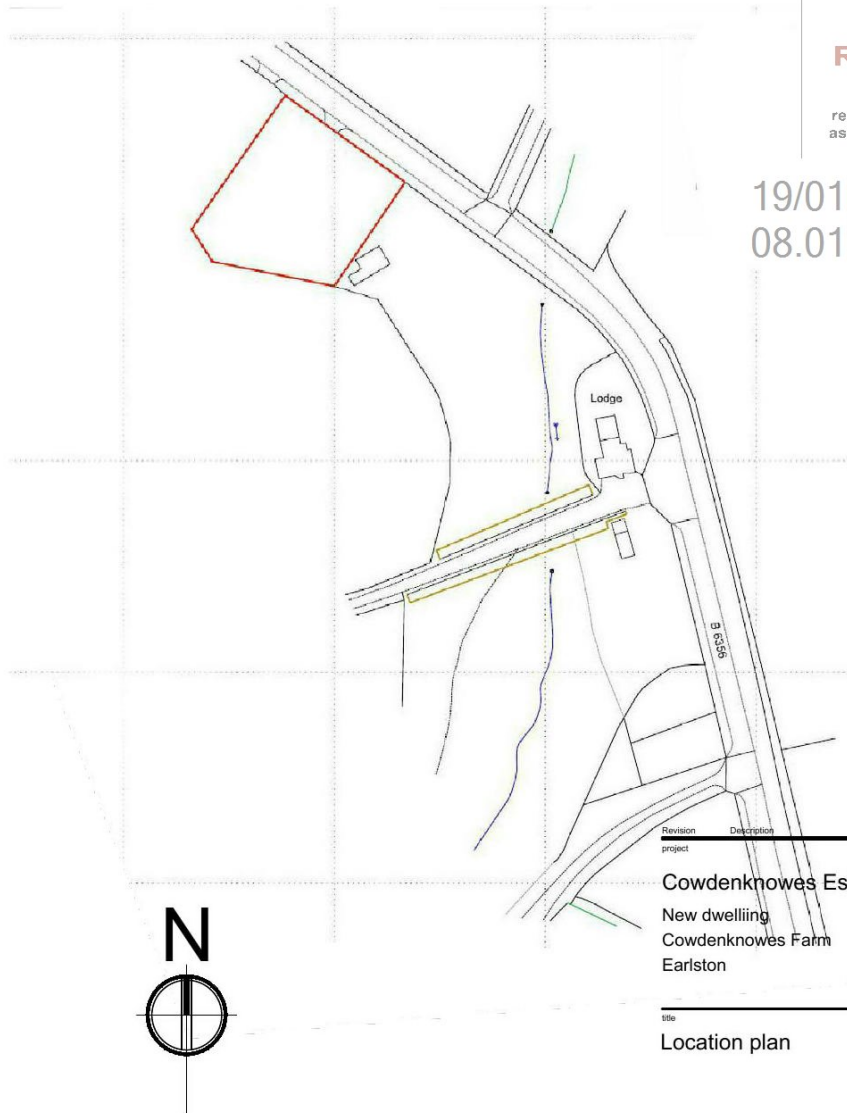 R
re
as
19/01
08.01
Lodge
B 6356
Revision Description
project
Cowdenknowes Es
New dwelliing
Cowdenknowes Farm
Earlston
title
Location plan
N